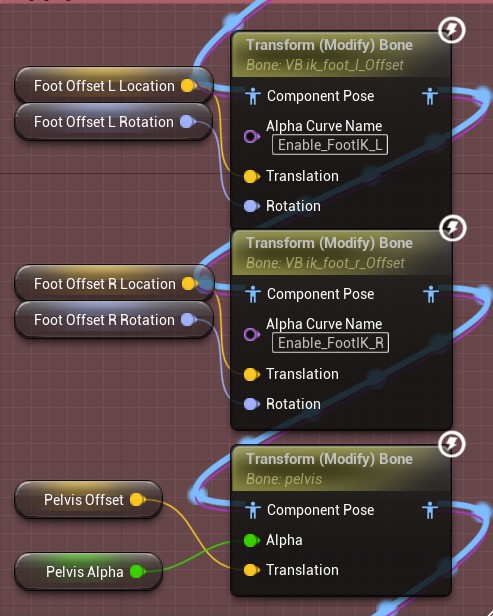 Transform (Modify) Bone
Bone: VB ik_foot_l_Offset
Foot Offset L Location
Component Pose
Foot Offset L Rotation
Alpha Curve Name
Enable_FootIK_L
Translation
Rotation
Transform (Modify) Bone
Bone: VB ik_foot_r_Offset
Foot Offset R Location
Component Pose
Foot Offset R Rotation
Alpha Curve Name
Enable_FootIK_R
Translation
Rotation
Transform (Modify) Bone
Bone: pelvis
Pelvis Offset
Component Pose
Alpha
Pelvis Alpha
Translation